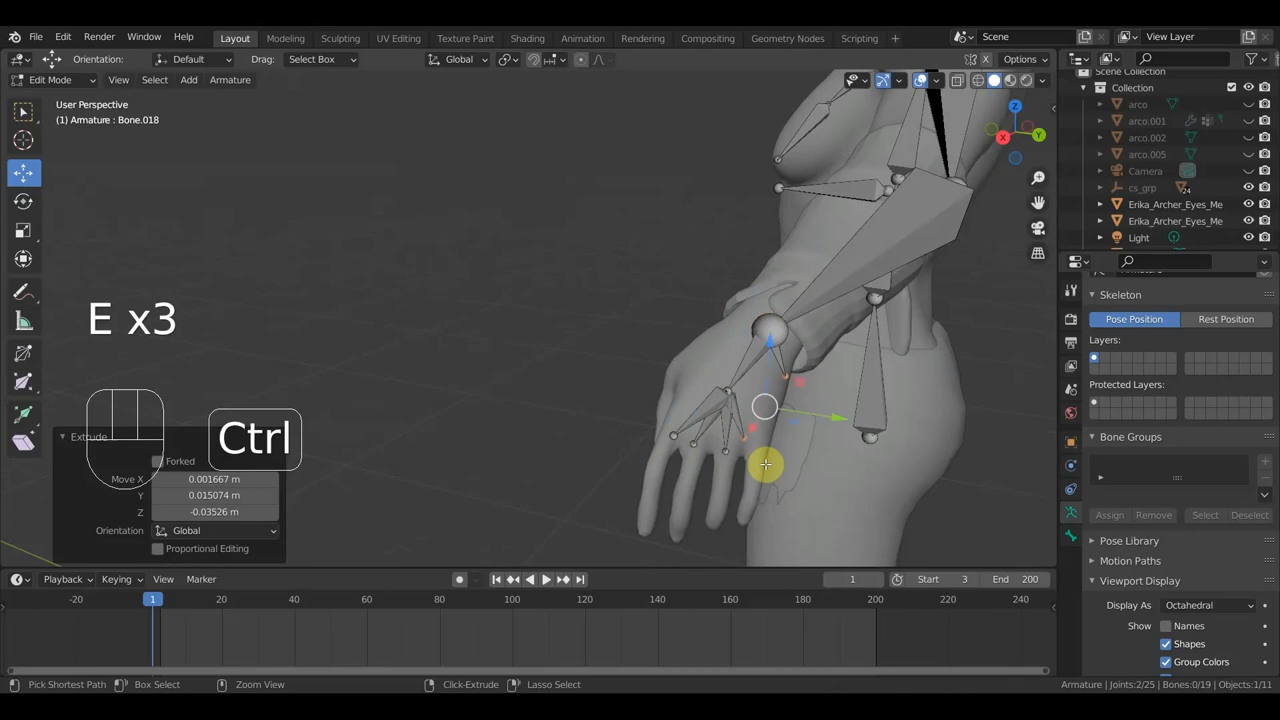 File Edit Render Window Help Layout Modeling Sculpting UV Editing Texture Paint Shading Animation Rendering Compositing Geometry Nodes Scripting + Scene View Layer
Orientation: Default Drag: Select Box Global X Options
Edit Mode View Select Add Armature
User Perspective
(1) Armature : Bone.018
Z
Y
X
E x3
Ctrl
Extrude
Forked
Move X 0.001667 m
Y 0.015074 m
Z -0.03526 m
Orientation Global
Proportional Editing
Scene Collection
Collection
arco
arco.001
arco.002
arco.005
Camera
cs_grp 24
Erika_Archer_Eyes_Me
Erika_Archer_Eyes_Me
Light
Skeleton
Pose Position Rest Position
Layers:
Protected Layers:
Bone Groups
Assign Remove Select Deselect
Pose Library
Motion Paths
Viewport Display
Display As Octahedral
Show Names
Shapes
Group Colors
Playback Keying View Marker 1 Start 3 End 200
-20 1 20 40 60 80 100 120 140 160 180 200 220 240
Pick Shortest Path Box Select Zoom View Click-Extrude Lasso Select Armature | Joints:2/25 | Bones:0/19 | Objects:1/11